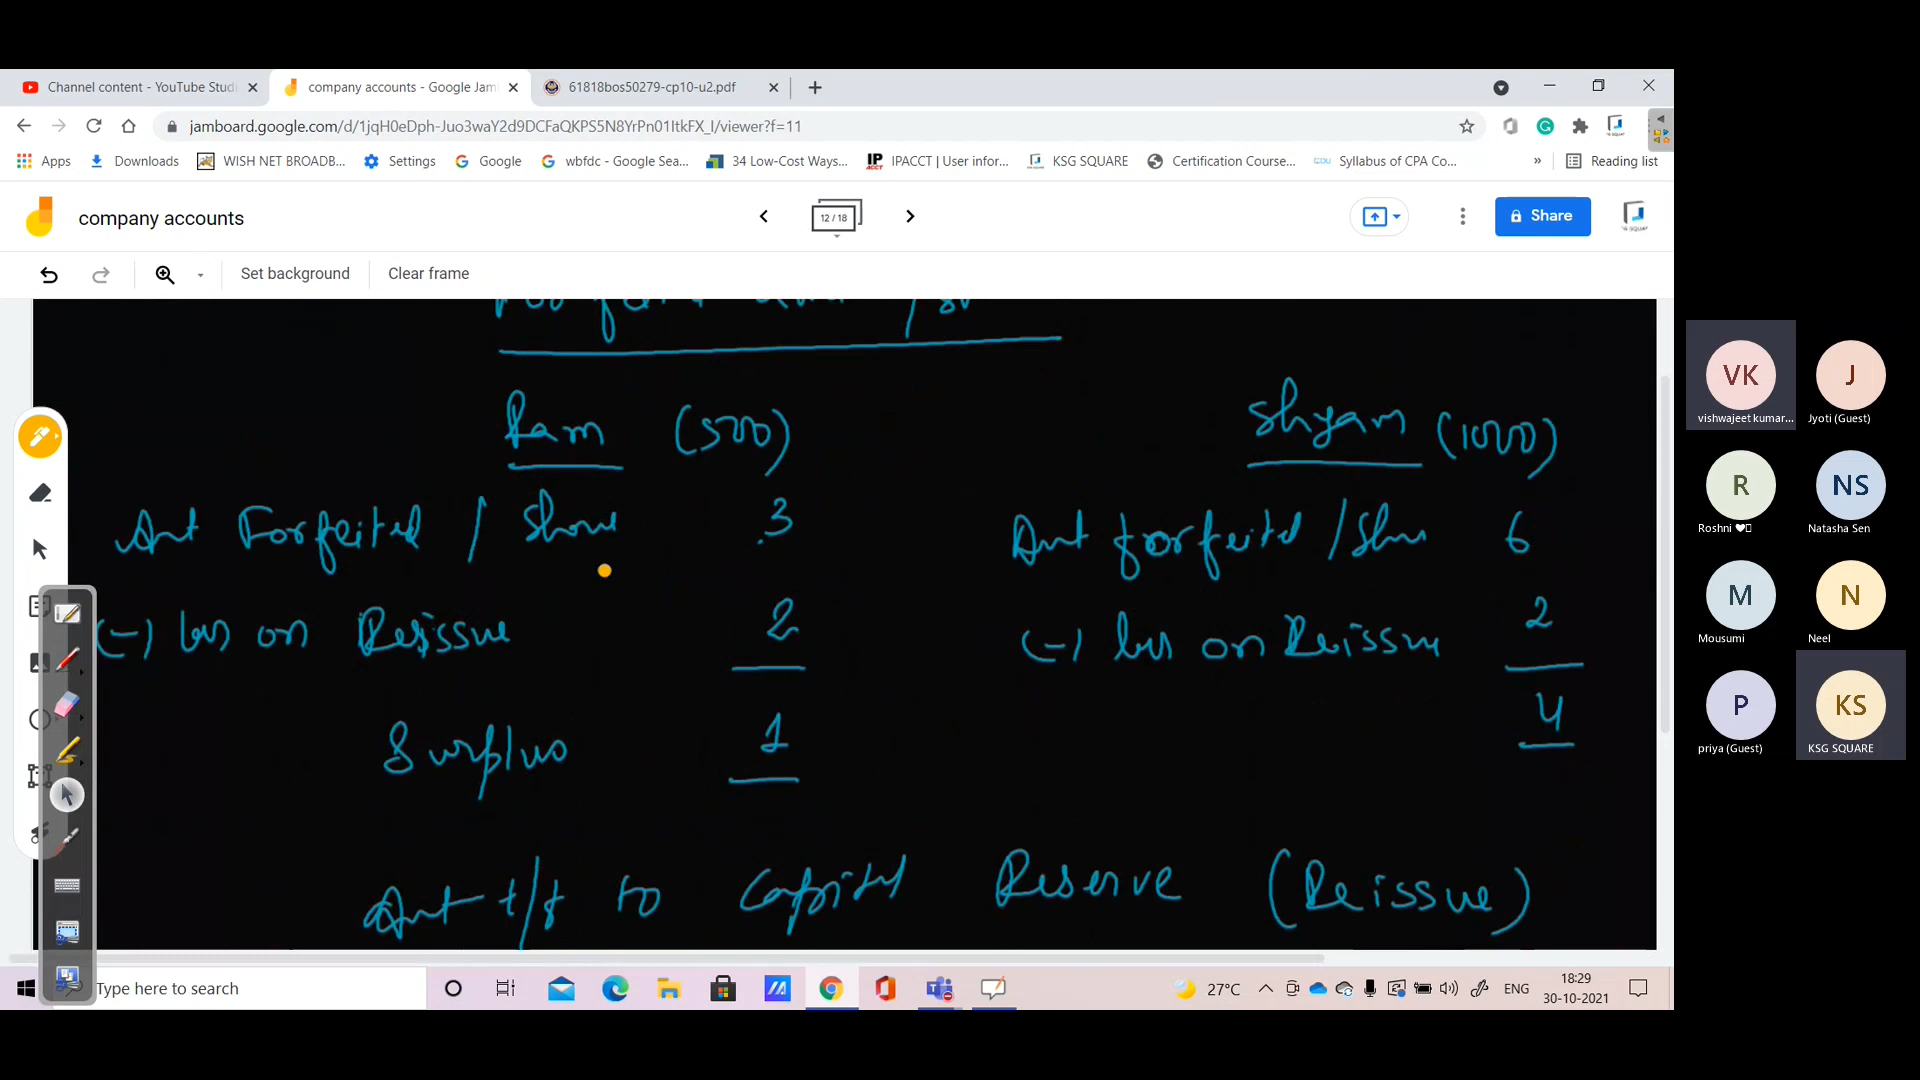 Channel content - YouTube Studi
company accounts - Google Jam
61818bos50279-cp10-u2.pdf
jamboard.google.com/d/1jqH0eDph-Juo3waY2d9DCFaQKPS5N8YrPn01ItkFX_I/viewer?f=11
Apps Downloads WISH NET BROADB... Settings Google wbfdc - Google Sea... 34 Low-Cost Ways... IPACCT | User infor... KSG SQUARE Certification Course... Syllabus of CPA Co... » Reading list
company accounts 12 / 18 Share
Set background Clear frame
Ram (500) Shyam (1000)
Amt Forfeited / Share 3 Amt forfeited / Share 6
(-) loss on Reissue 2 (-) loss on Reissue 2
Surplus 1 4
Amt t/f to Capital Reserve (Reissue)
VK J
vishwajeet kumar... Jyoti (Guest)
R NS
Roshni Natasha Sen
M N
Mousumi Neel
P KS
priya (Guest) KSG SQUARE
Type here to search 27°C ENG 18:29
30-10-2021